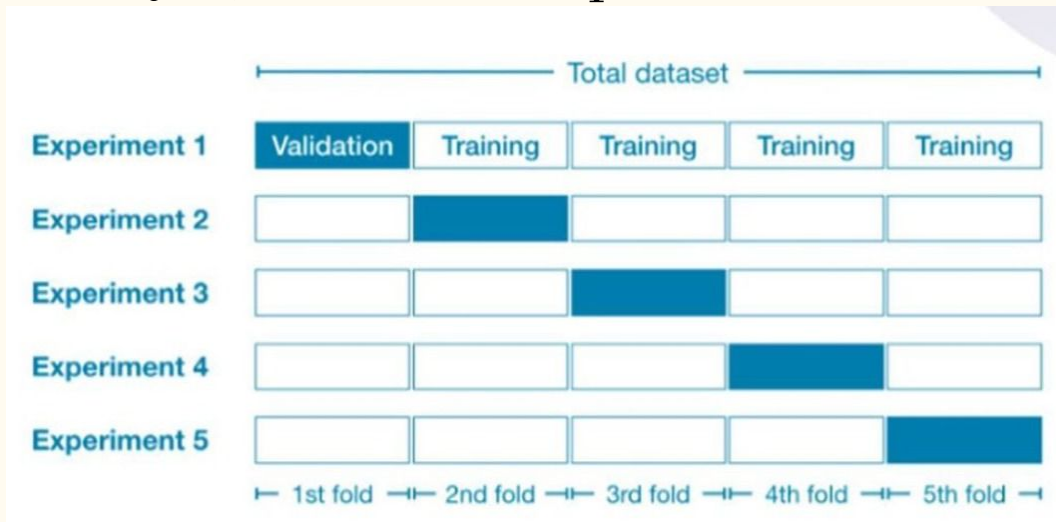 Total dataset
Experiment 1 Validation Training Training Training Training
Experiment 2
Experiment 3
Experiment 4
Experiment 5
1st fold 2nd fold 3rd fold 4th fold 5th fold